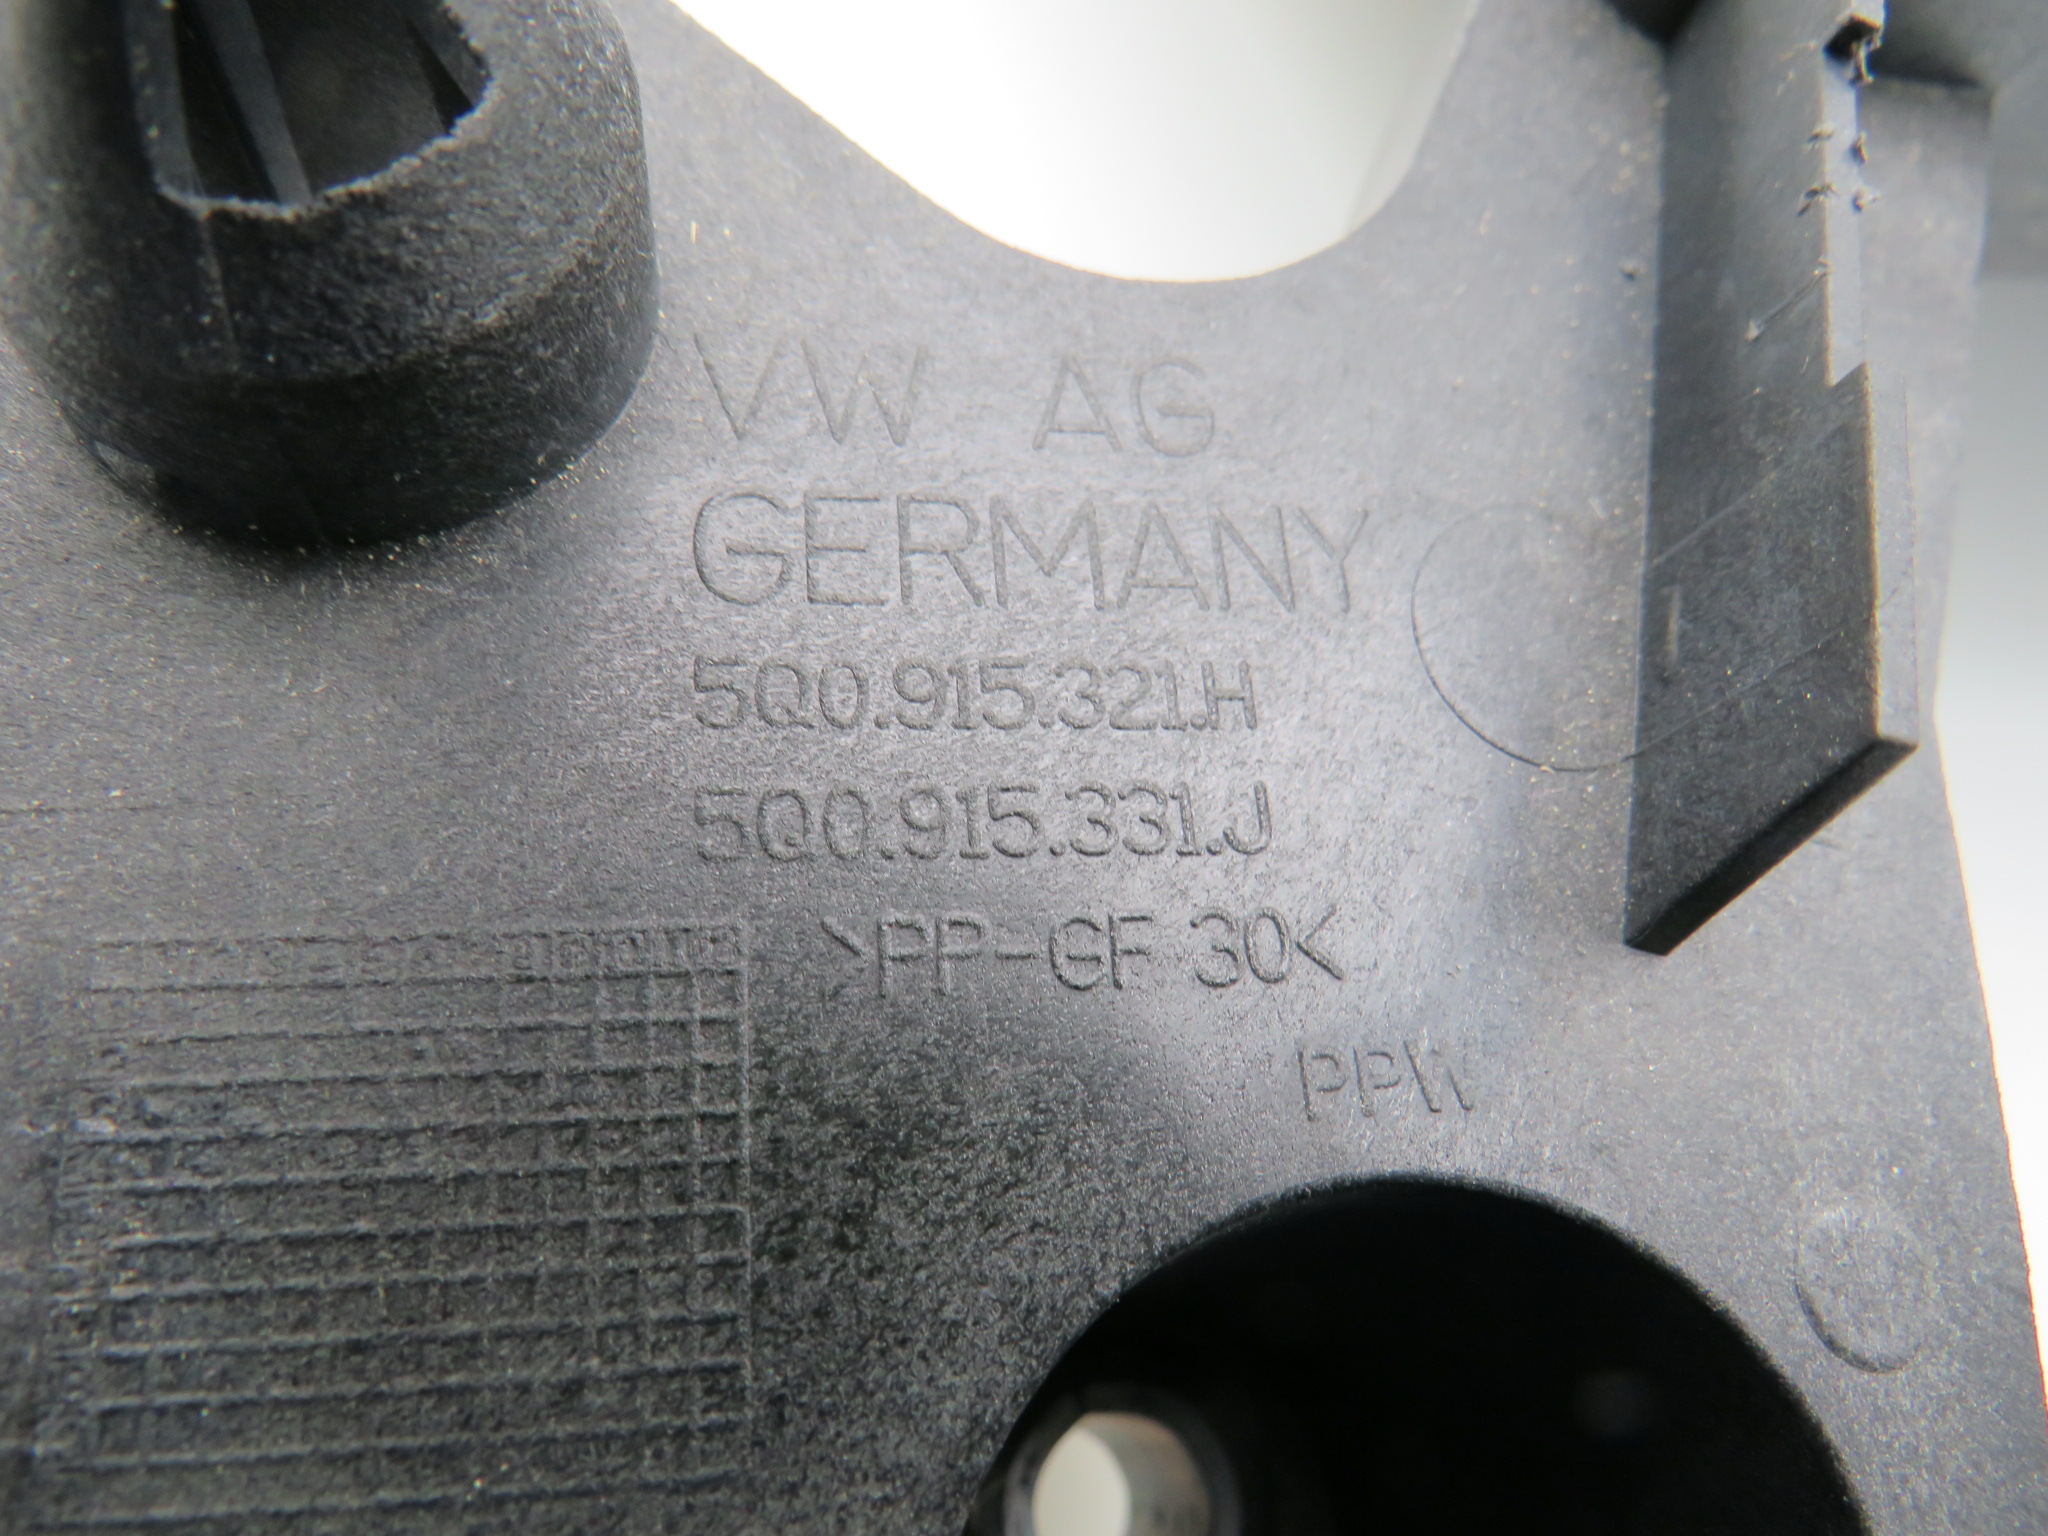 VW AG
GERMANY
5Q0.915.321.H
5Q0.915.331.J
>PP-GF 30<
PPW